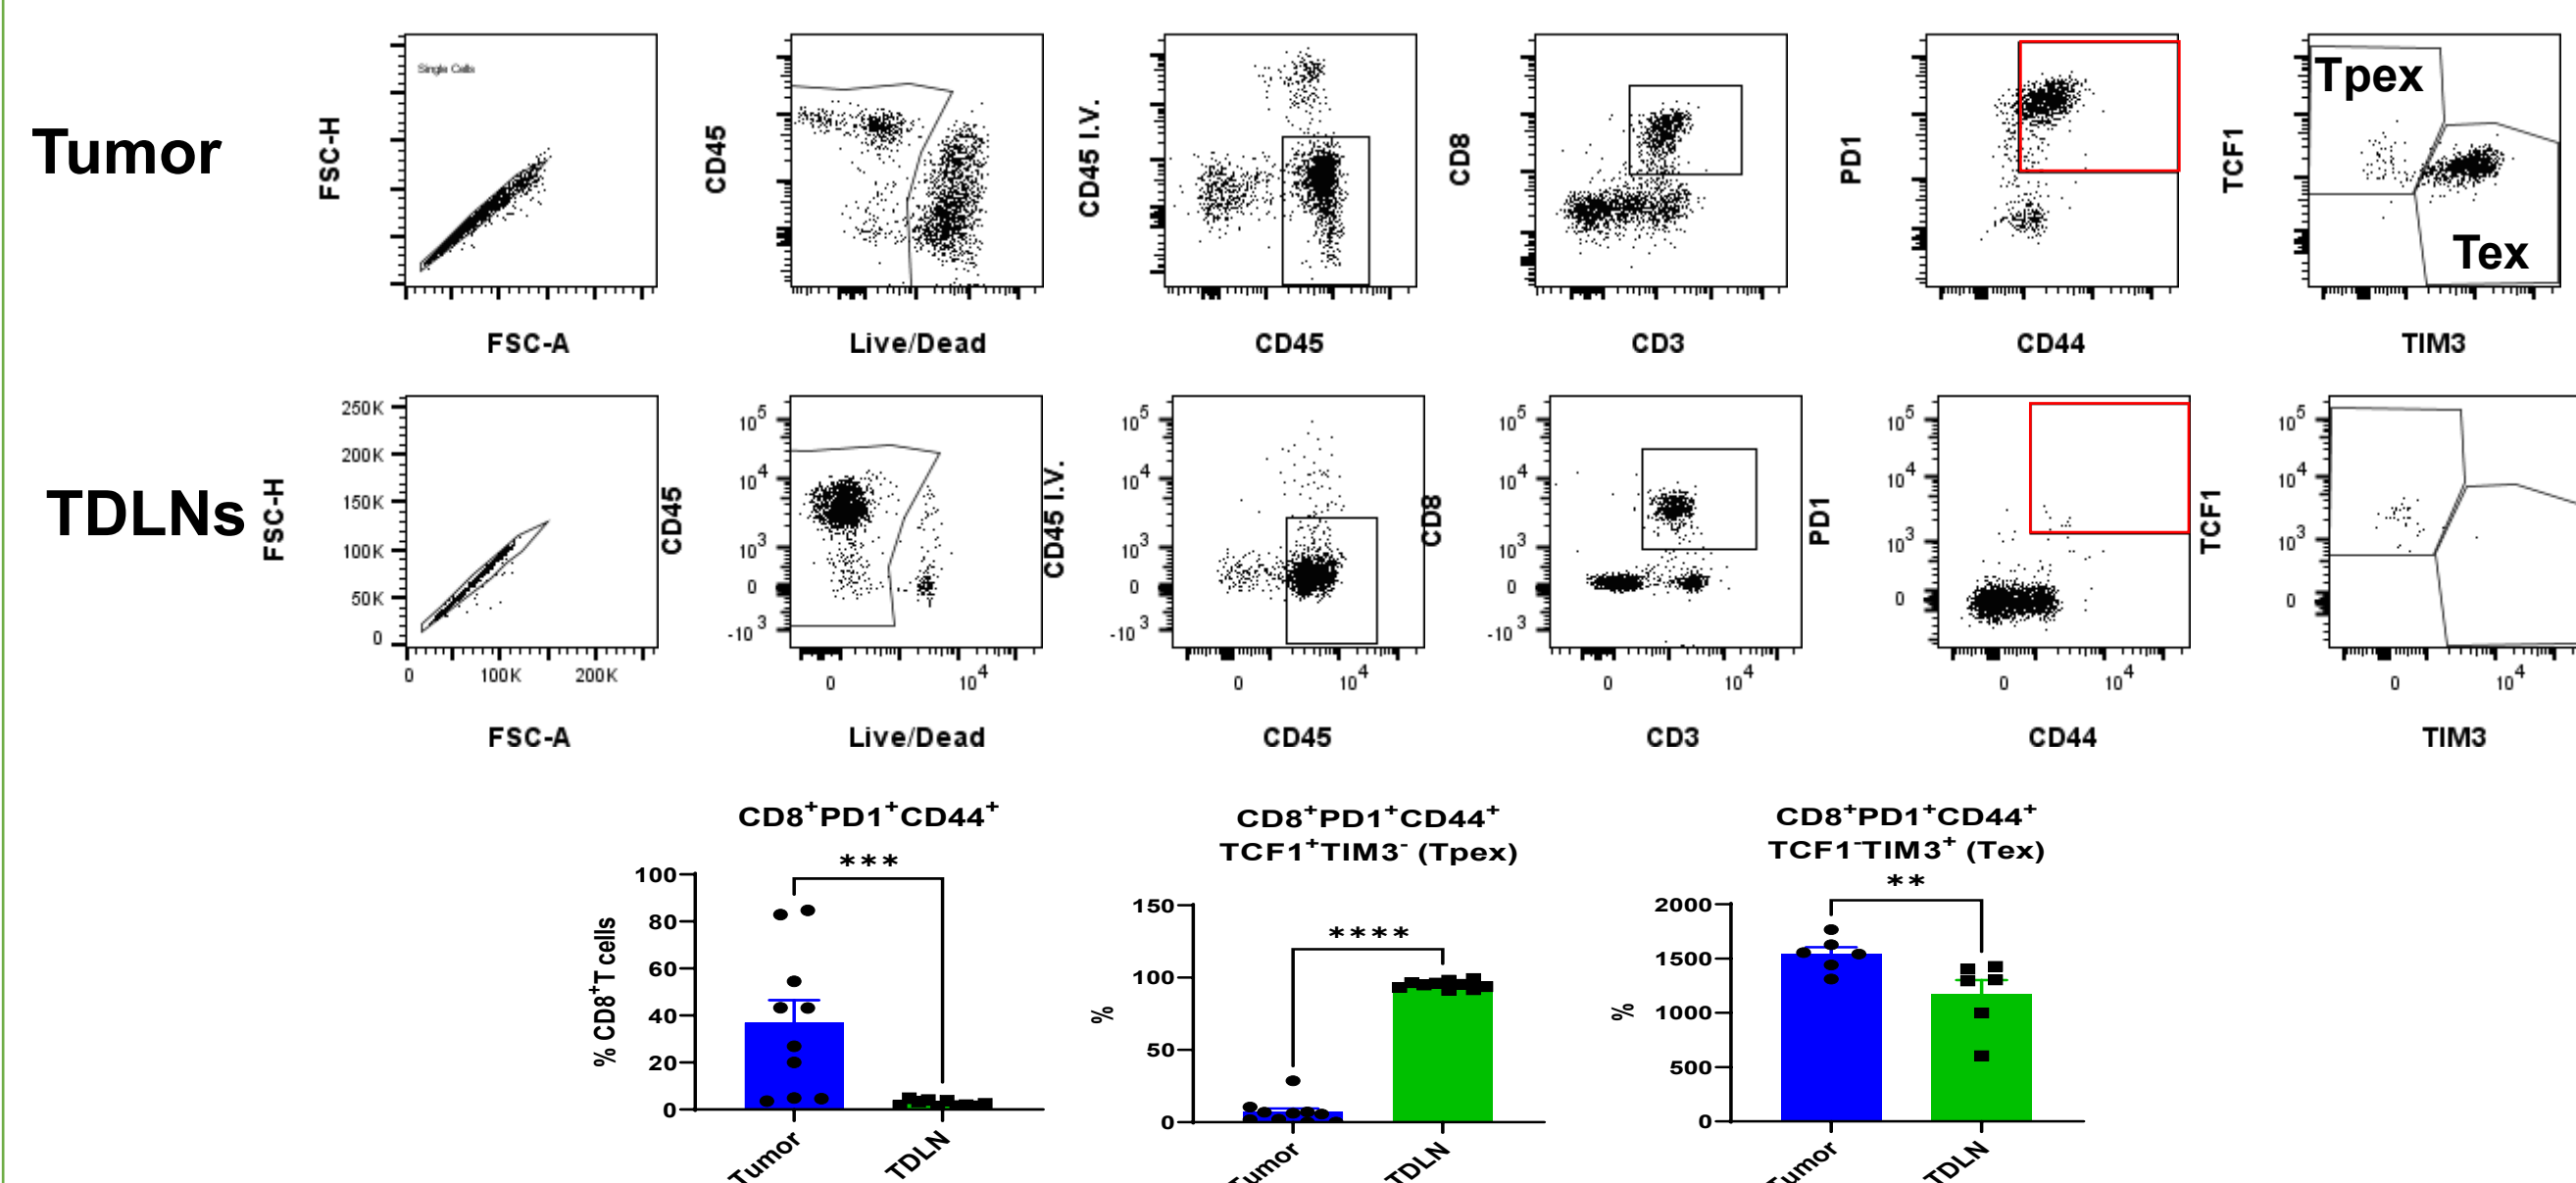 Tumor
FSC-H
Single Cells
FSC-A
CD45
Live/Dead
CD45 I.V.
CD45
CD8
CD3
PD1
CD44
TCF1
Tpex
Tex
TIM3
TDLNs
FSC-H
250K
200K
150K
100K
50K
0
0 100K 200K
FSC-A
CD45
10^5
10^4
10^3
0
-10^3
0 10^4
Live/Dead
CD45 I.V.
10^5
10^4
10^3
0
-10^3
0 10^4
CD45
CD8
10^5
10^4
10^3
0
-10^3
0 10^4
CD3
PD1
10^5
10^4
10^3
0
0 10^4
CD44
TCF1
10^5
10^4
10^3
0
0 10^4
TIM3
CD8+PD1+CD44+
***
% CD8+T cells
100
80
60
40
20
0
Tumor
TDLN
CD8+PD1+CD44+
TCF1+TIM3- (Tpex)
****
%
150
100
50
0
Tumor
TDLN
CD8+PD1+CD44+
TCF1-TIM3+ (Tex)
**
%
2000
1500
1000
500
0
Tumor
TDLN